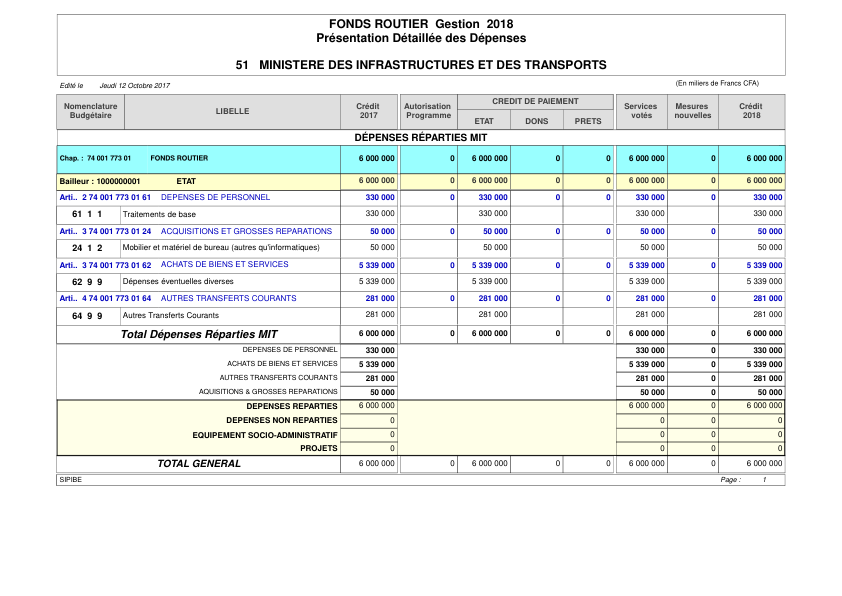 FONDS ROUTIER Gestion 2018
Présentation Détaillée des Dépenses
51 MINISTERE DES INFRASTRUCTURES ET DES TRANSPORTS
Edité le Jeudi 12 Octobre 2017 (En miliers de Francs CFA)
Nomenclature Budgétaire LIBELLE Crédit 2017 Autorisation Programme CREDIT DE PAIEMENT ETAT DONS PRETS Services votés Mesures nouvelles Crédit 2018
DÉPENSES RÉPARTIES MIT
Chap. : 74 001 773 01 FONDS ROUTIER 6 000 000 0 6 000 000 0 0 6 000 000 0 6 000 000
Bailleur : 1000000001 ETAT 6 000 000 0 6 000 000 0 0 6 000 000 0 6 000 000
Arti.. 2 74 001 773 01 61 DEPENSES DE PERSONNEL 330 000 0 330 000 0 0 330 000 0 330 000
61 1 1 Traitements de base 330 000 330 000 330 000 330 000
Arti.. 3 74 001 773 01 24 ACQUISITIONS ET GROSSES REPARATIONS 50 000 0 50 000 0 0 50 000 0 50 000
24 1 2 Mobilier et matériel de bureau (autres qu'informatiques) 50 000 50 000 50 000 50 000
Arti.. 3 74 001 773 01 62 ACHATS DE BIENS ET SERVICES 5 339 000 0 5 339 000 0 0 5 339 000 0 5 339 000
62 9 9 Dépenses éventuelles diverses 5 339 000 5 339 000 5 339 000 5 339 000
Arti.. 4 74 001 773 01 64 AUTRES TRANSFERTS COURANTS 281 000 0 281 000 0 0 281 000 0 281 000
64 9 9 Autres Transferts Courants 281 000 281 000 281 000 281 000
Total Dépenses Réparties MIT 6 000 000 0 6 000 000 0 0 6 000 000 0 6 000 000
DEPENSES DE PERSONNEL 330 000 330 000 0 330 000
ACHATS DE BIENS ET SERVICES 5 339 000 5 339 000 0 5 339 000
AUTRES TRANSFERTS COURANTS 281 000 281 000 0 281 000
AQUISITIONS & GROSSES REPARATIONS 50 000 50 000 0 50 000
DEPENSES REPARTIES 6 000 000 6 000 000 0 6 000 000
DEPENSES NON REPARTIES 0 0 0 0
EQUIPEMENT SOCIO-ADMINISTRATIF 0 0 0 0
PROJETS 0 0 0 0
TOTAL GENERAL 6 000 000 0 6 000 000 0 0 6 000 000 0 6 000 000
SIPIBE Page : 1